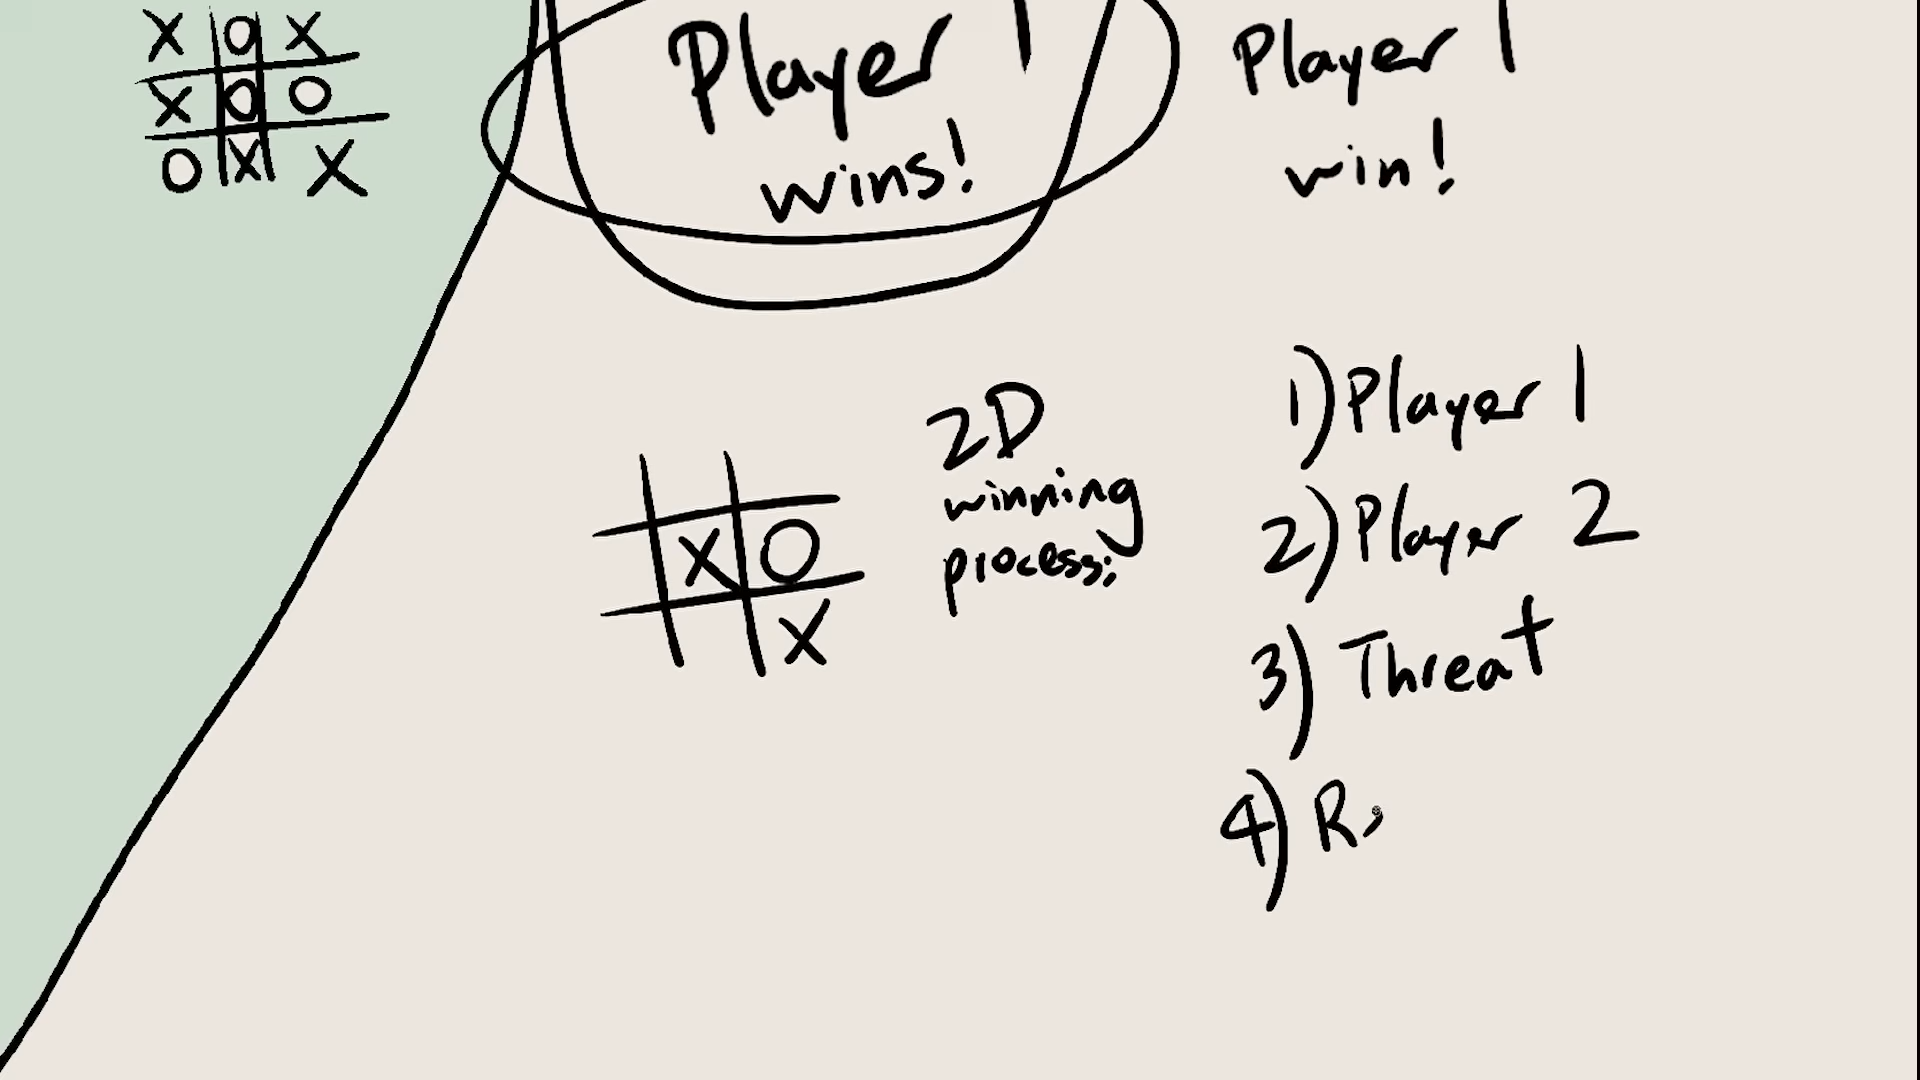 X O X
X O O
O X X
Player 1
wins!
Player 1
win!
2D
winning
process:
X O
X
1) Player 1
2) Player 2
3) Threat
4) R